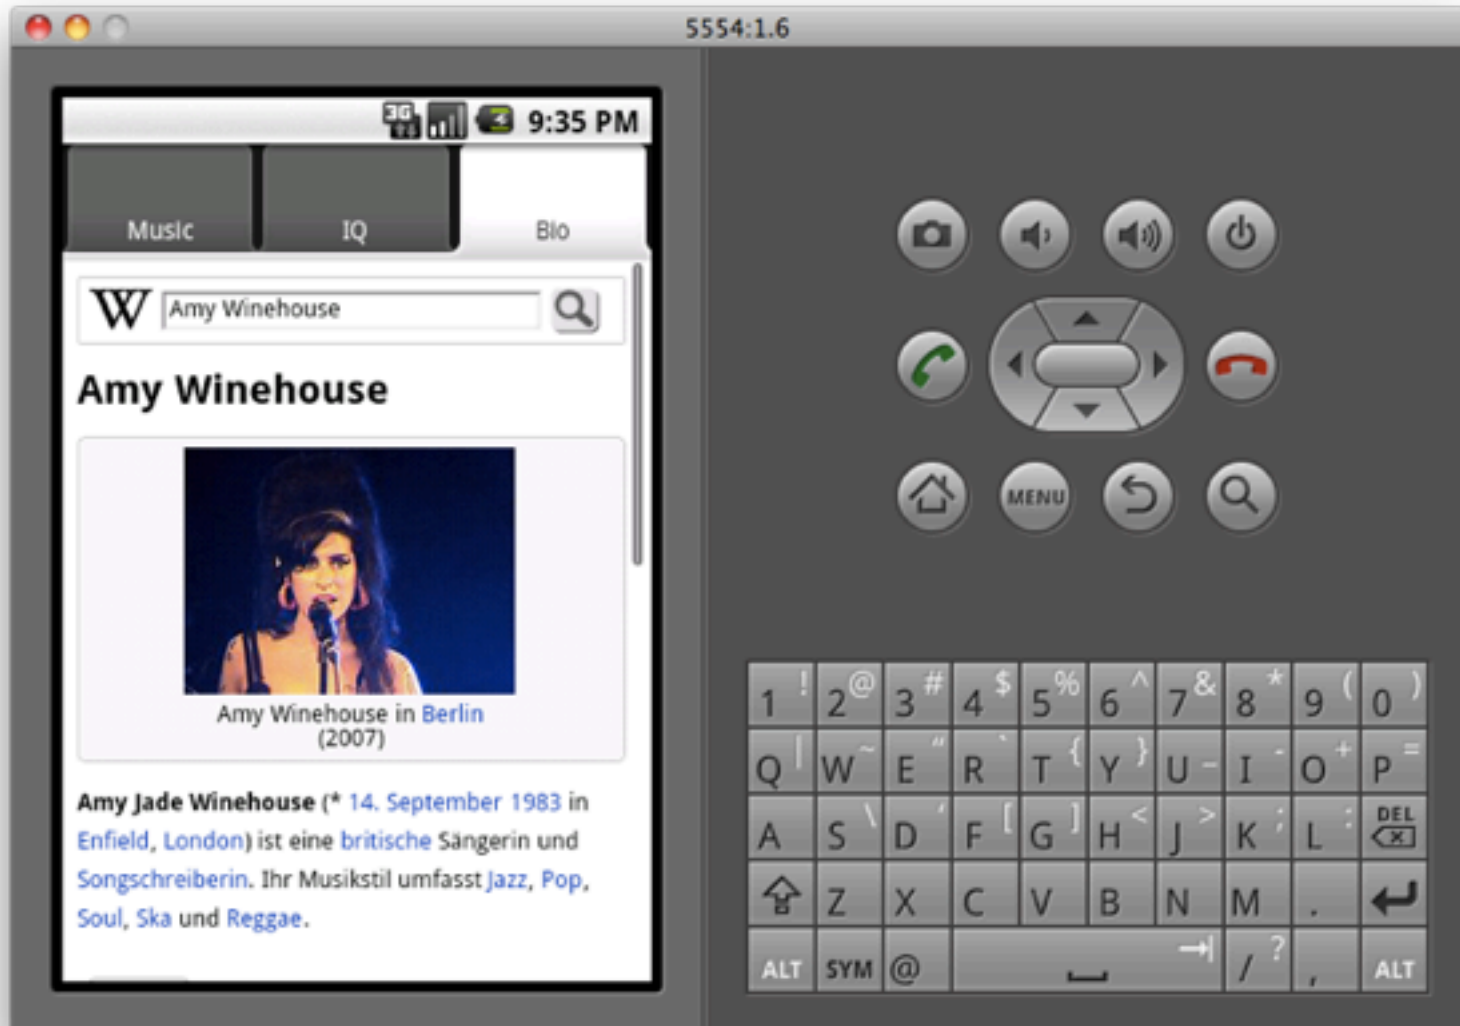 5554:1.6
3G
9:35 PM
Music
IQ
Bio
W
Amy Winehouse
Amy Winehouse
Amy Winehouse in Berlin
(2007)
Amy Jade Winehouse (* 14. September 1983 in
Enfield, London) ist eine britische Sängerin und
Songschreiberin. Ihr Musikstil umfasst Jazz, Pop,
Soul, Ska und Reggae.
MENU
1 ! 2 @ 3 # 4 $ 5 % 6 ^ 7 & 8 * 9 ( 0 )
Q | W ~ E " R ` T { Y } U _ I - O + P =
A S \ D ' F [ G ] H < J > K ; L : DEL
Z X C V B N M .
ALT SYM @ / ? , ALT